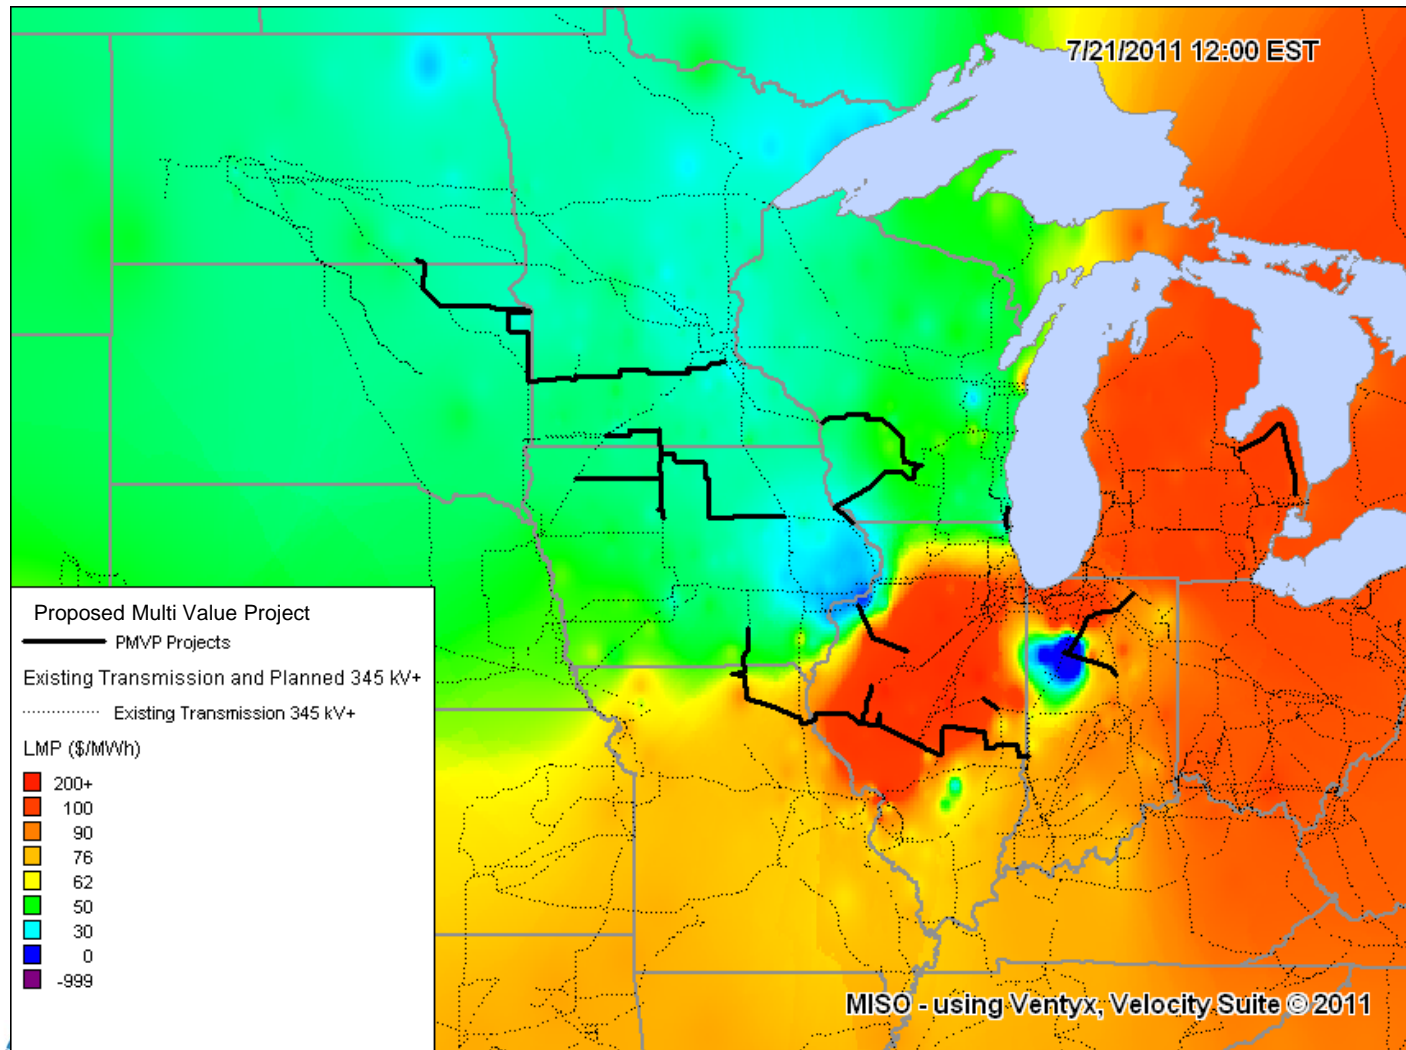 7/21/2011 12:00 EST
Proposed Multi Value Project
PMVP Projects
Existing Transmission and Planned 345 kV+
Existing Transmission 345 kV+
LMP ($/MWh)
200+
100
90
76
62
50
30
0
-999
MISO - using Ventyx, Velocity Suite © 2011